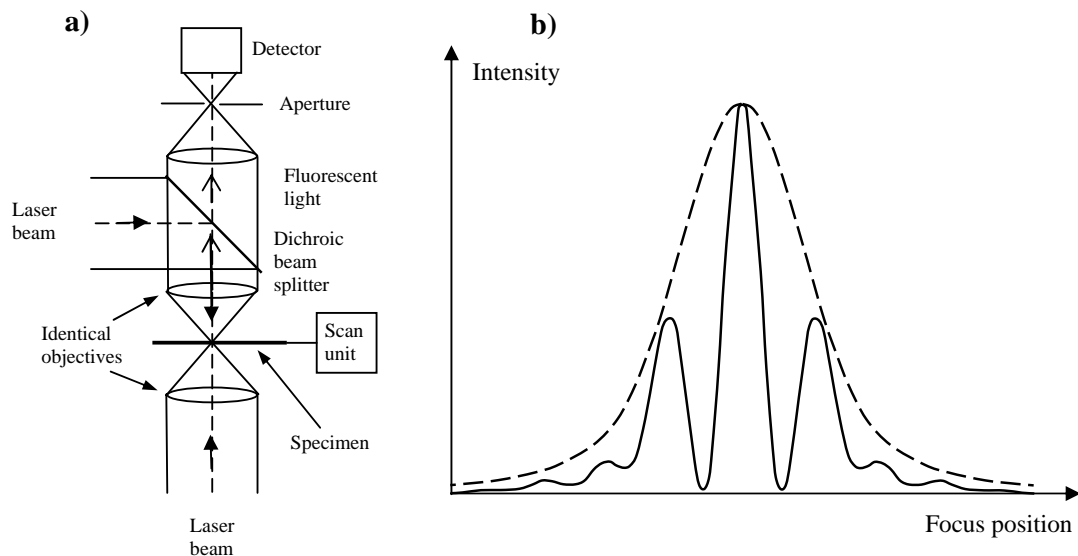 a)
Detector
Aperture
Fluorescent
light
Laser
beam
Dichroic
beam
splitter
Identical
objectives
Scan
unit
Specimen
Laser
beam
b)
Intensity
Focus position